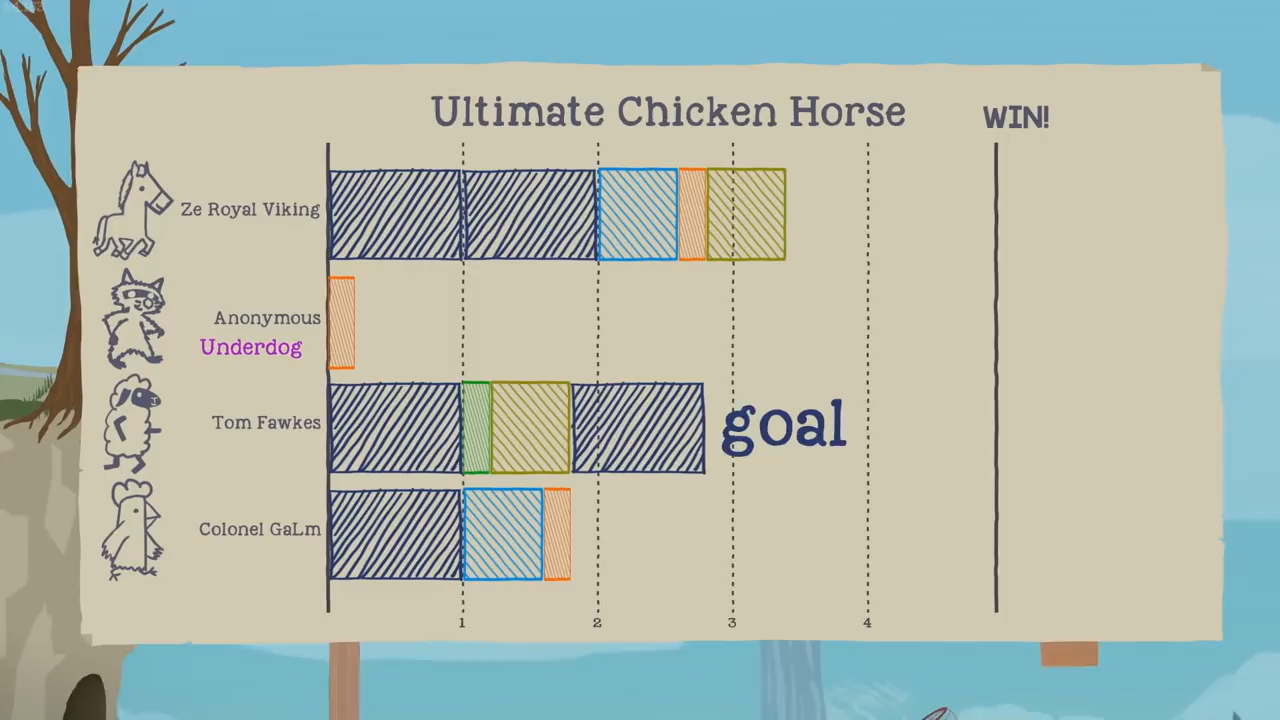 Ultimate Chicken Horse
WIN!
Ze Royal Viking
Anonymous
Underdog
Tom Fawkes
goal
Colonel GaLm
1 2 3 4